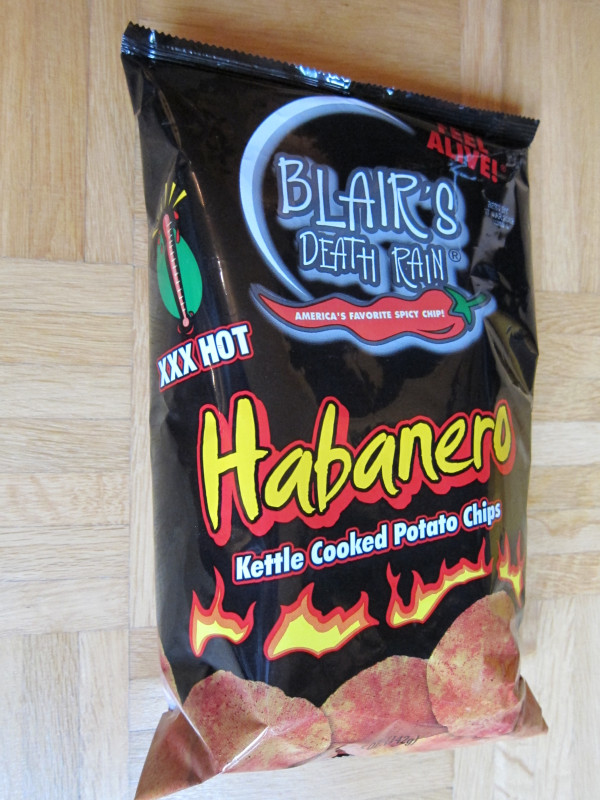 FEEL
ALIVE!
BLAIR'S
DEATH RAIN®
AMERICA'S FAVORITE SPICY CHIP!
XXX HOT
Habanero
Kettle Cooked Potato Chips